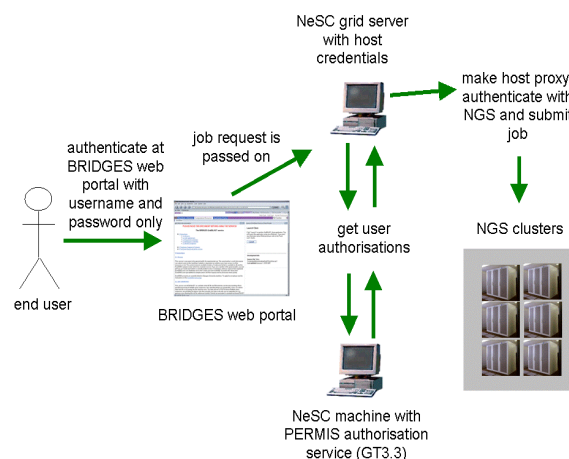 NeSC grid server
with host
credentials
make host proxy,
authenticate with
NGS and submit
job
authenticate at
BRIDGES web
portal with
username and
password only
job request is
passed on
get user
authorisations
NGS clusters
end user
BRIDGES web portal
NeSC machine with
PERMIS authorisation
service (GT3.3)